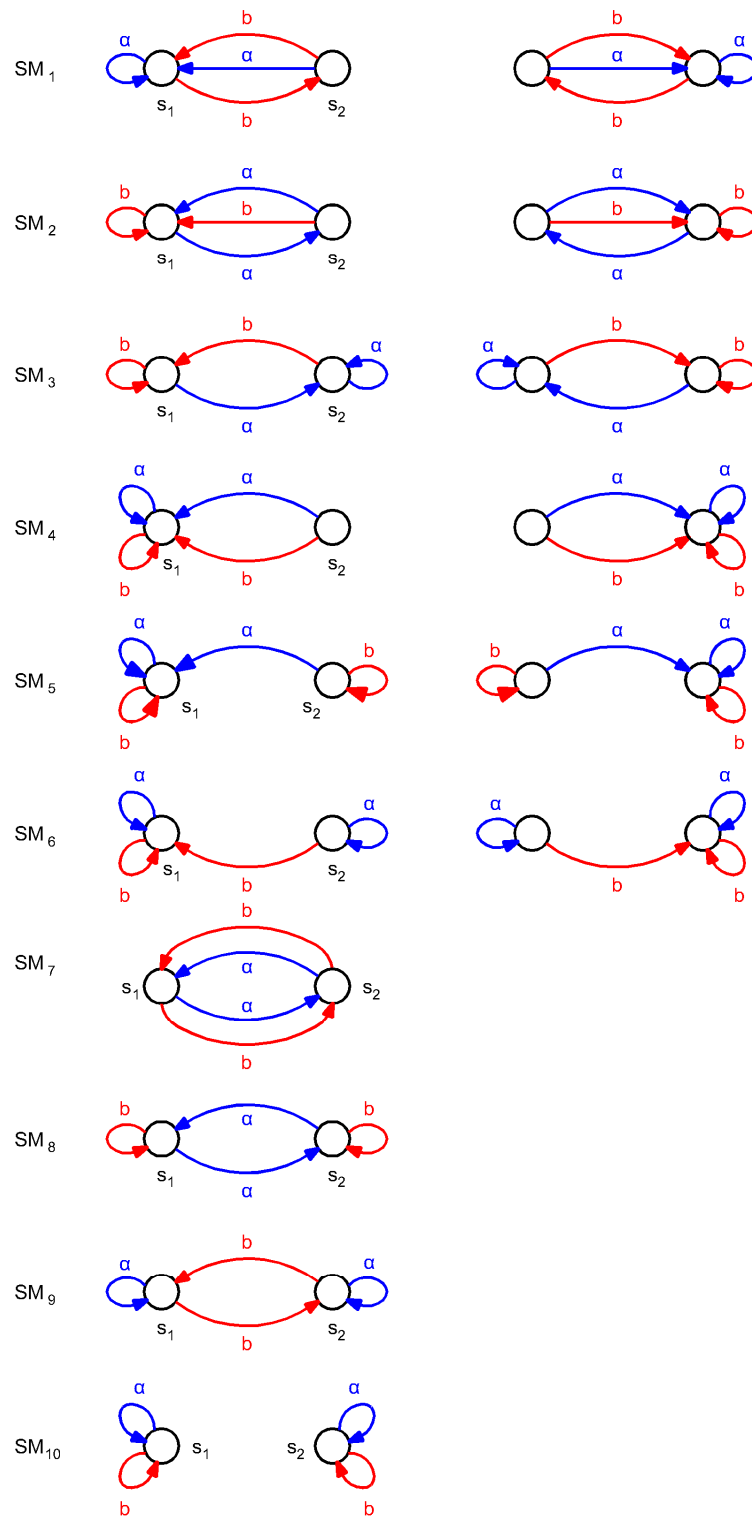 b b
α α α α
SM1
s1 s2
b b
α α
b b b b
SM2
s1 s2
α α
b b
b α b
SM3
s1 s2
α α
α α α α
SM4
s1 s2
b b b b
α α α α
b b
SM5
s1 s2
b b
α α
α α
SM6
s1 s2
b b b b
b
SM7
α
s1 s2
α
b
b α b
SM8
s1 s2
α
b
α α
SM9
s1 s2
b
α α
SM10 s1 s2
b b